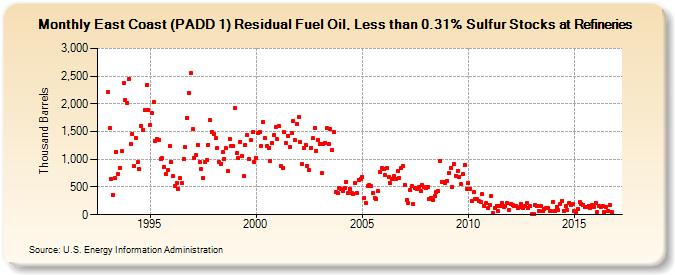 Monthly East Coast (PADD 1) Residual Fuel Oil, Less than 0.31% Sulfur Stocks at Refineries
Thousand Barrels
3,000
2,500
2,000
1,500
1,000
500
0
1995 2000 2005 2010 2015
Source: U.S. Energy Information Administration